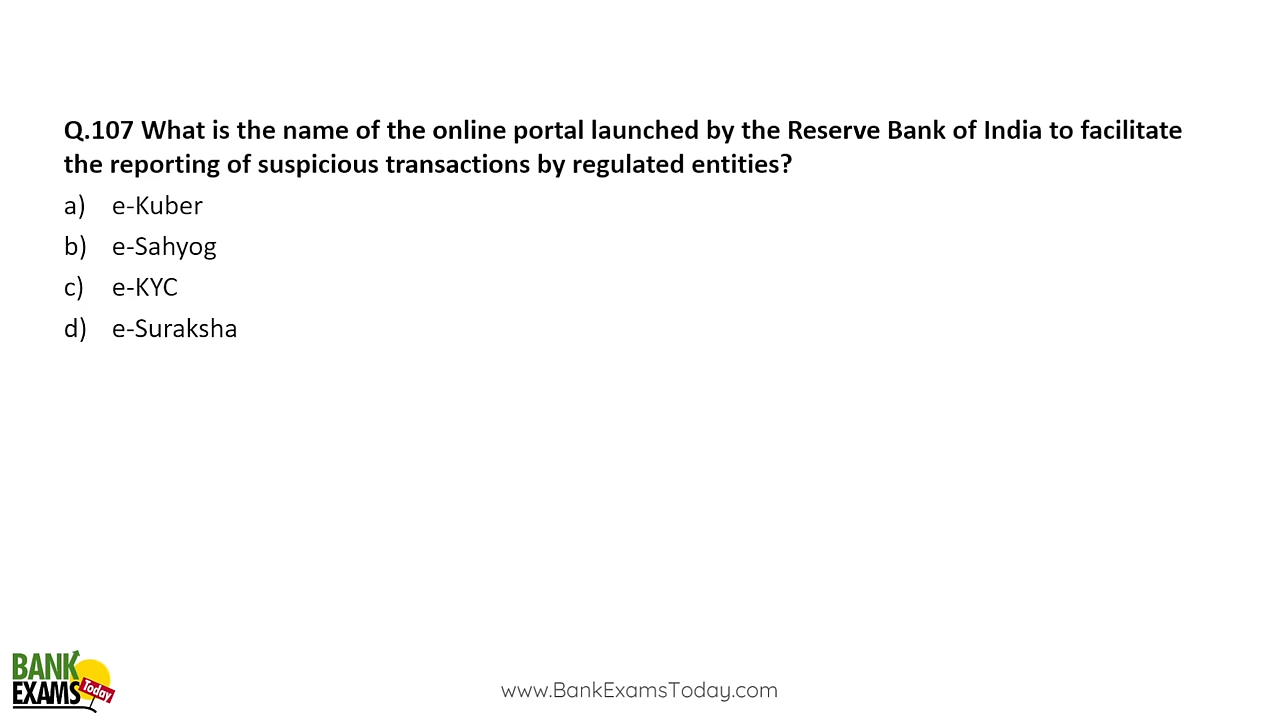 Q.107 What is the name of the online portal launched by the Reserve Bank of India to facilitate
the reporting of suspicious transactions by regulated entities?
a) e-Kuber
b) e-Sahyog
c) e-KYC
d) e-Suraksha
BANK
EXAMS Today
www.BankExamsToday.com